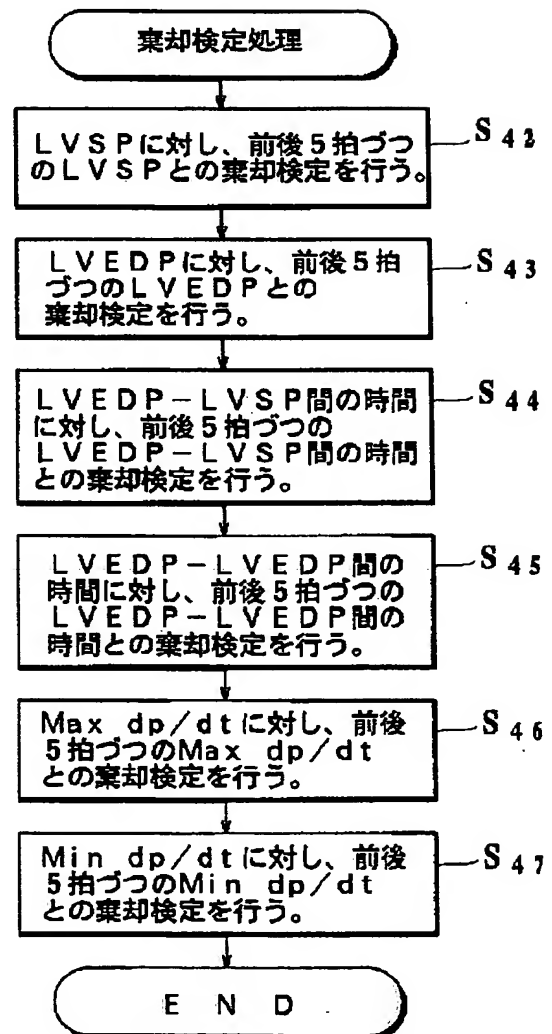 棄却検定処理
LVSPに対し、前後5拍づつ
のLVSPとの棄却検定を行う。
S42
LVEDPに対し、前後5拍
づつのLVEDPとの
棄却検定を行う。
S43
LVEDP−LVSP間の時間
に対し、前後5拍づつの
LVEDP−LVSP間の時間
との棄却検定を行う。
S44
LVEDP−LVEDP間の
時間に対し、前後5拍づつの
LVEDP−LVEDP間の
時間との棄却検定を行う。
S45
Max dp/dtに対し、前後
5拍づつのMax dp/dt
との棄却検定を行う。
S46
Min dp/dtに対し、前後
5拍づつのMin dp/dt
との棄却検定を行う。
S47
END